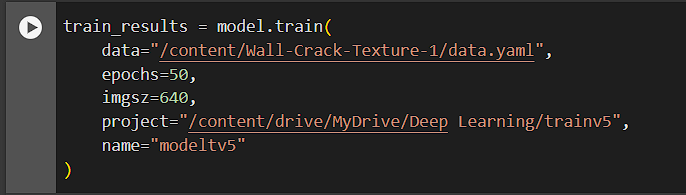 train_results = model.train(
    data="/content/Wall-Crack-Texture-1/data.yaml",
    epochs=50,
    imgsz=640,
    project="/content/drive/MyDrive/Deep Learning/trainv5",
    name="modeltv5"
)